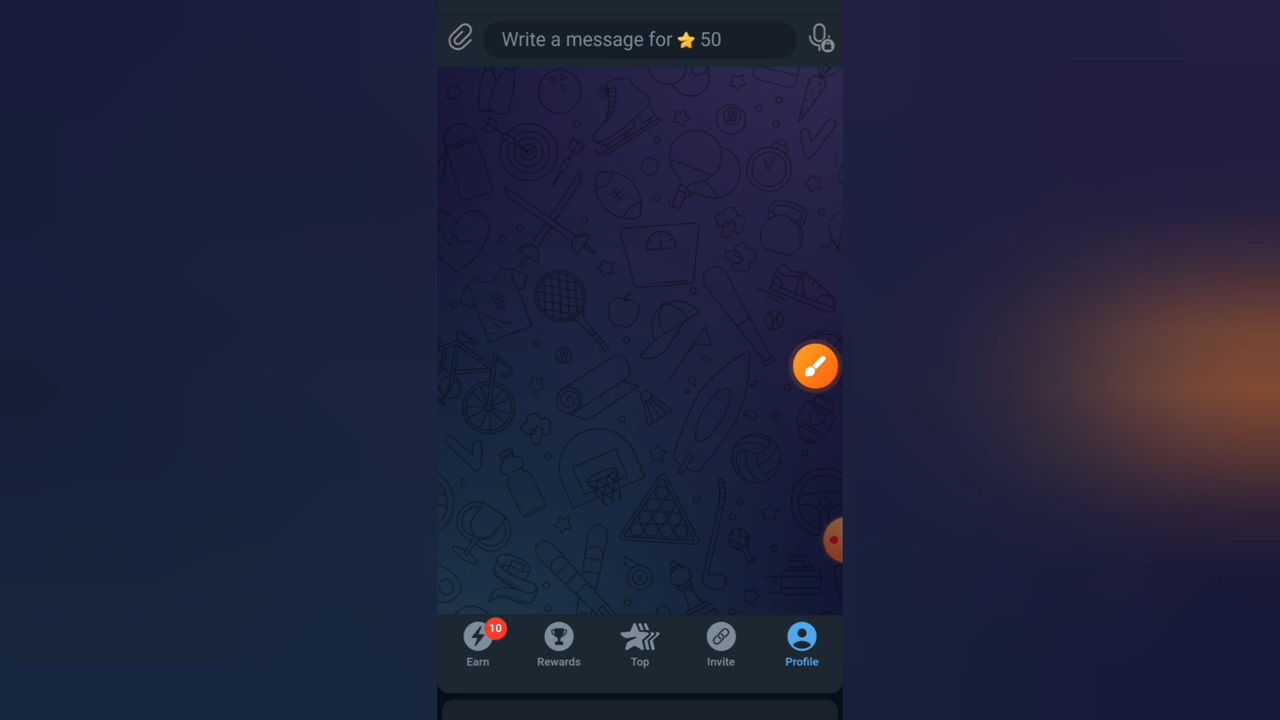 Write a message for ⭐ 50
10
Earn
Rewards
Top
Invite
Profile